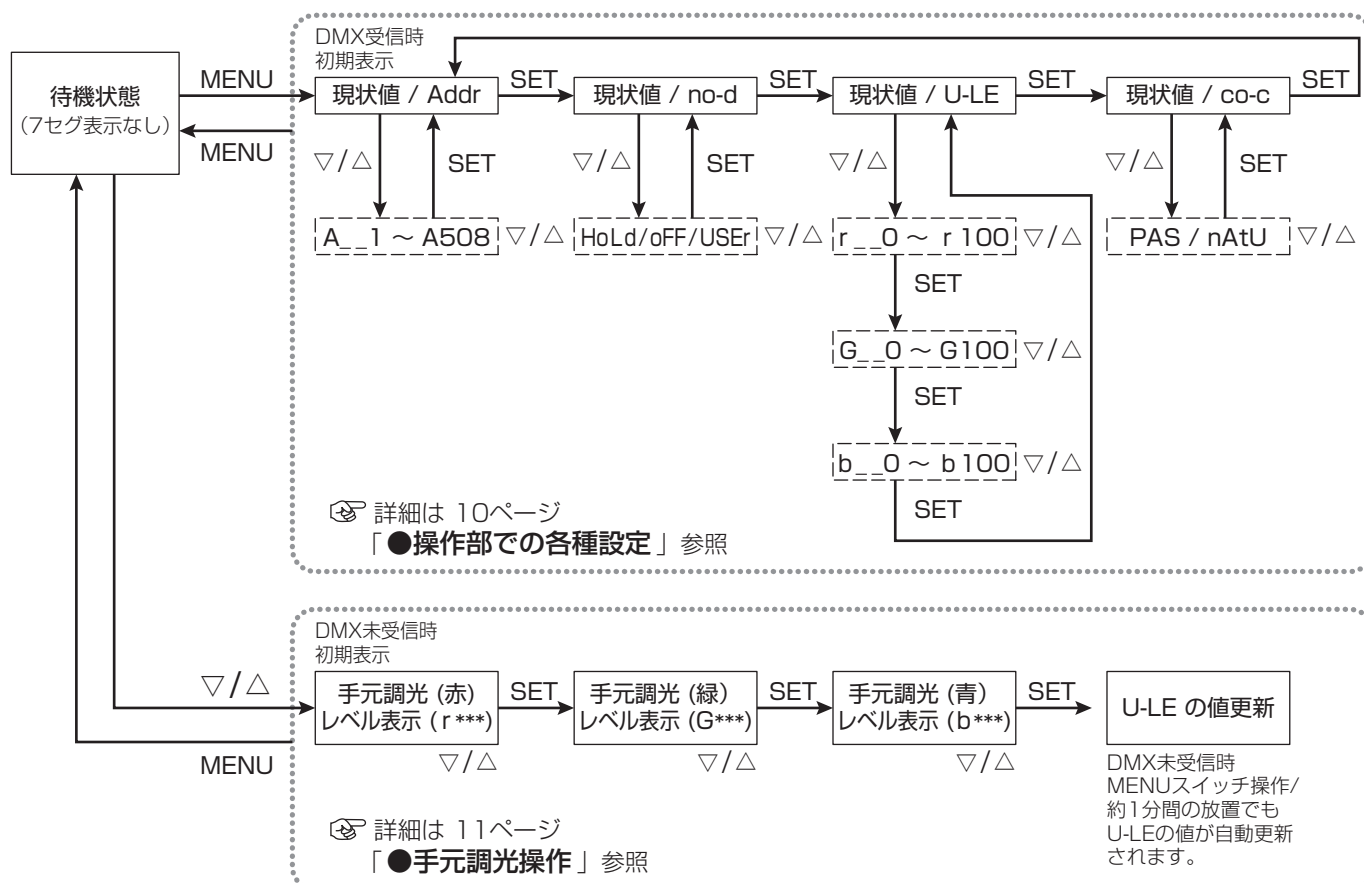 DMX受信時
初期表示
待機状態
（7セグ表示なし）
MENU
MENU
現状値 / Addr
SET
現状値 / no-d
SET
現状値 / U-LE
SET
現状値 / co-c
SET
▽/△
SET
▽/△
SET
▽/△
▽/△
SET
A__1 ～ A508
▽/△
HoLd/oFF/USEr
▽/△
r__0 ～ r 100
▽/△
PAS / nAtU
▽/△
SET
G__0 ～ G100
▽/△
SET
b__0 ～ b 100
▽/△
SET
☞ 詳細は 10ページ
「●操作部での各種設定」参照
DMX未受信時
初期表示
▽/△
MENU
手元調光 (赤)
レベル表示 (r***)
SET
手元調光 (緑）
レベル表示 (G***)
SET
手元調光 (青）
レベル表示 (b***)
SET
U-LE の値更新
▽/△
▽/△
▽/△
DMX未受信時
MENUスイッチ操作/
約1分間の放置でも
U-LEの値が自動更新
されます。
☞ 詳細は 11ページ
「●手元調光操作」参照